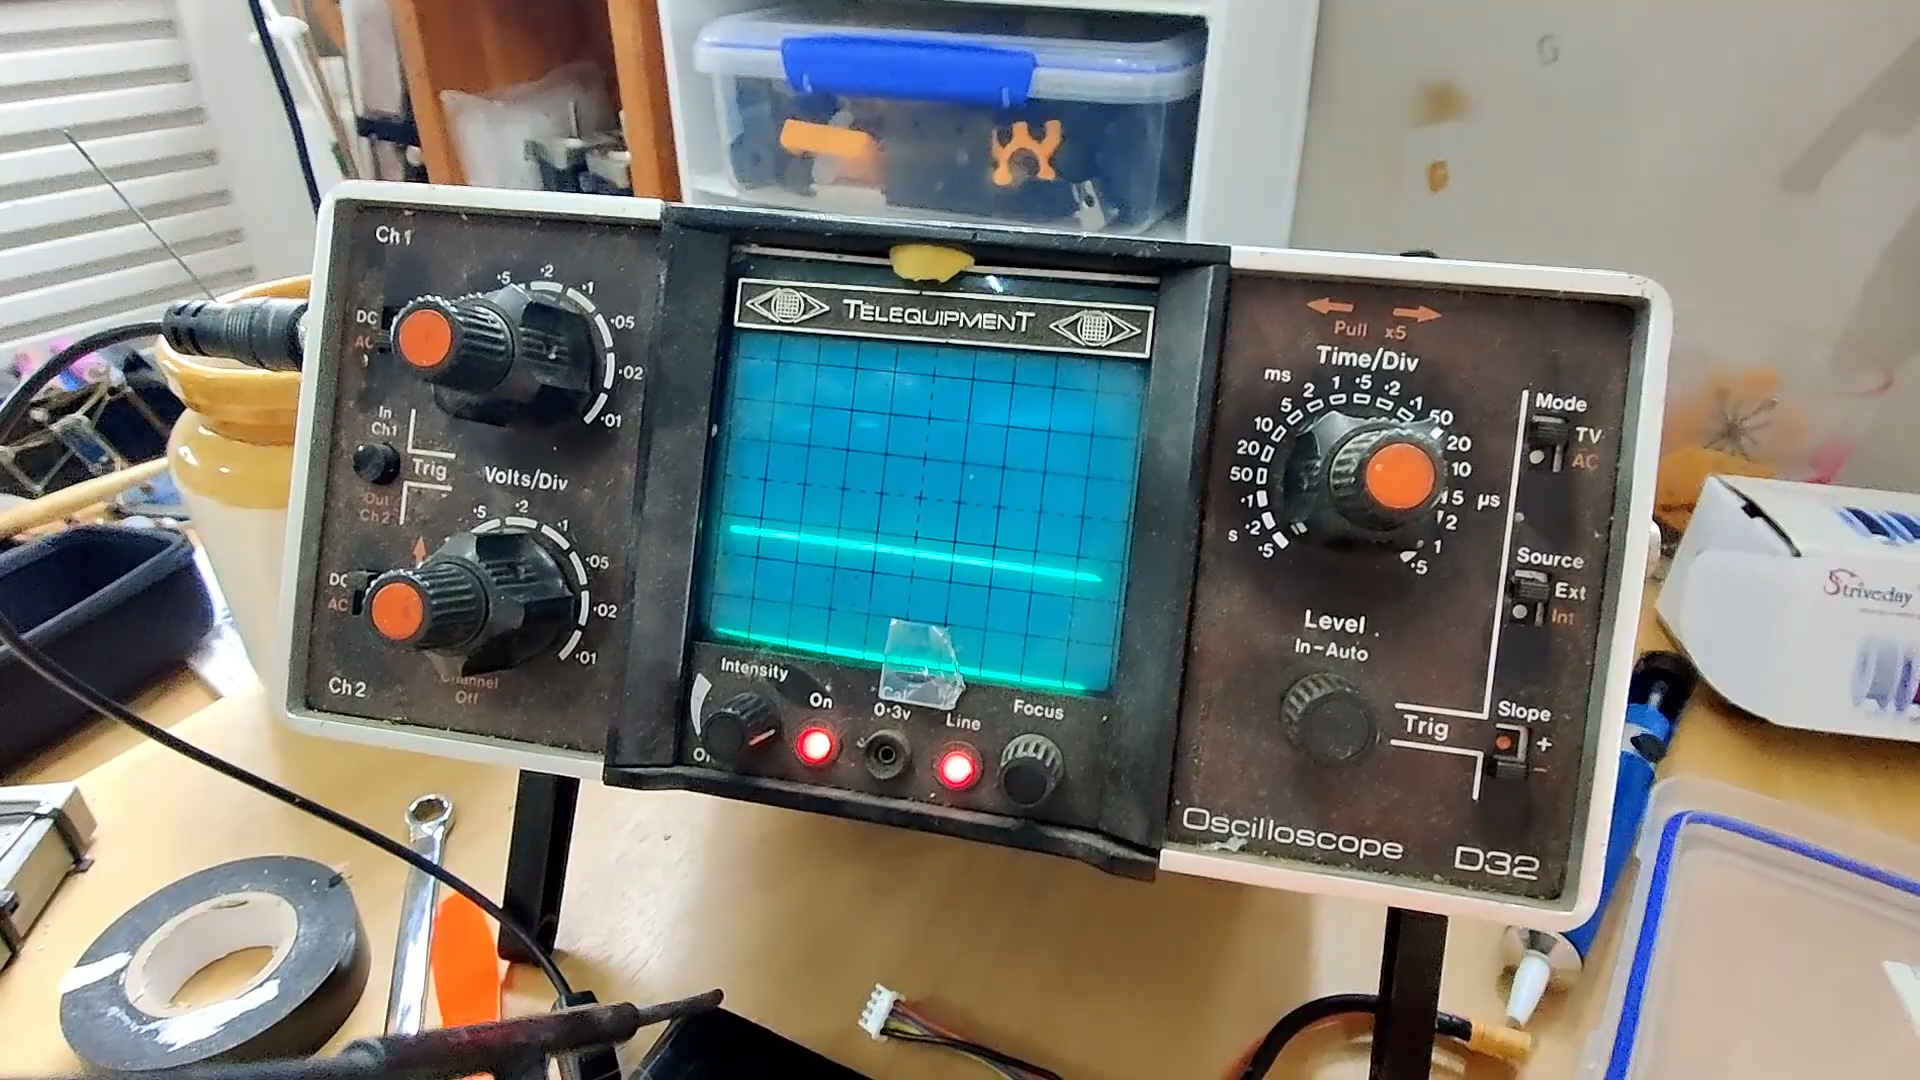 Ch1
.5 .2 .1 .05 .02 .01
DC
AC
In
Ch1
Trig
Out
Ch2
Volts/Div
.5 .2 .1 .05 .02 .01
DC
AC
Ch2
Channel
Off
TELEQUIPMENT
Intensity
On
Cal
0.3v
Line
Focus
Pull x5
Time/Div
ms
50 20 10 5 2 1 .5 .2 .1
50 20 10 5 2 1 .5
µs
s
.1 .2 .5
Mode
TV
AC
Source
Ext
Int
Level
In-Auto
Trig
Slope
+
-
Oscilloscope D32
Striveday